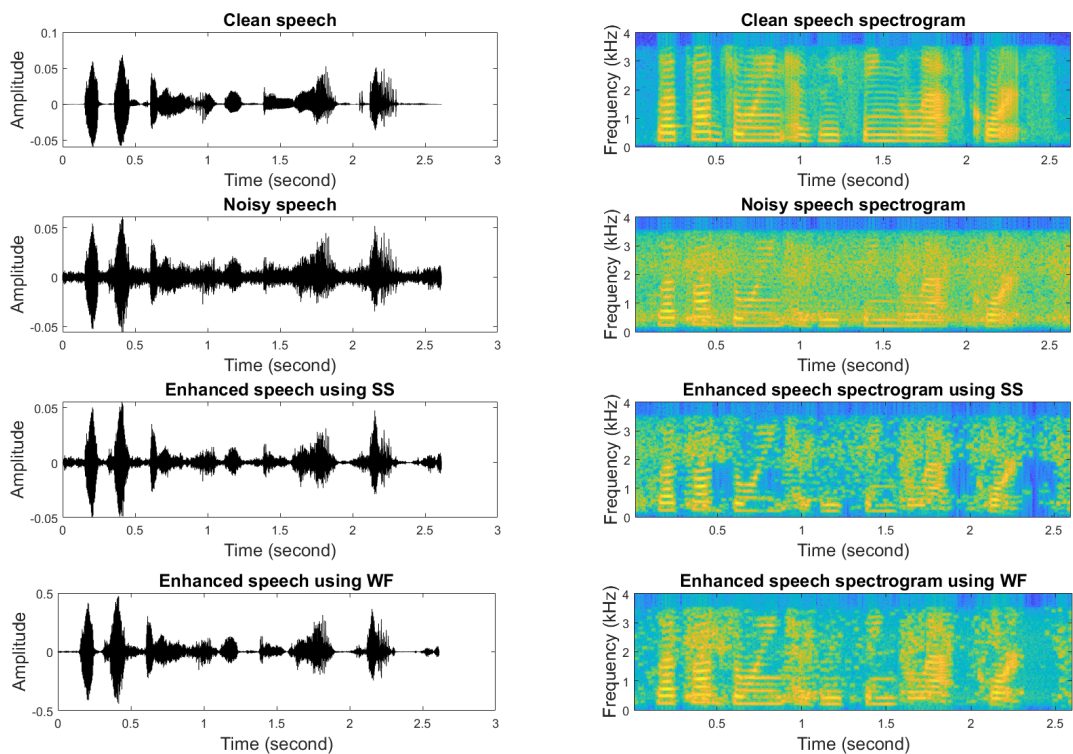 Clean speech
Amplitude
0.1
0.05
0
-0.05
0 0.5 1 1.5 2 2.5 3
Time (second)
Clean speech spectrogram
Frequency (kHz)
4
3
2
1
0
0.5 1 1.5 2 2.5
Time (second)
Noisy speech
Amplitude
0.05
0
-0.05
0 0.5 1 1.5 2 2.5 3
Time (second)
Noisy speech spectrogram
Frequency (kHz)
4
3
2
1
0
0.5 1 1.5 2 2.5
Time (second)
Enhanced speech using SS
Amplitude
0.05
0
-0.05
0 0.5 1 1.5 2 2.5 3
Time (second)
Enhanced speech spectrogram using SS
Frequency (kHz)
4
3
2
1
0
0.5 1 1.5 2 2.5
Time (second)
Enhanced speech using WF
Amplitude
0.5
0
-0.5
0 0.5 1 1.5 2 2.5 3
Time (second)
Enhanced speech spectrogram using WF
Frequency (kHz)
4
3
2
1
0
0.5 1 1.5 2 2.5
Time (second)